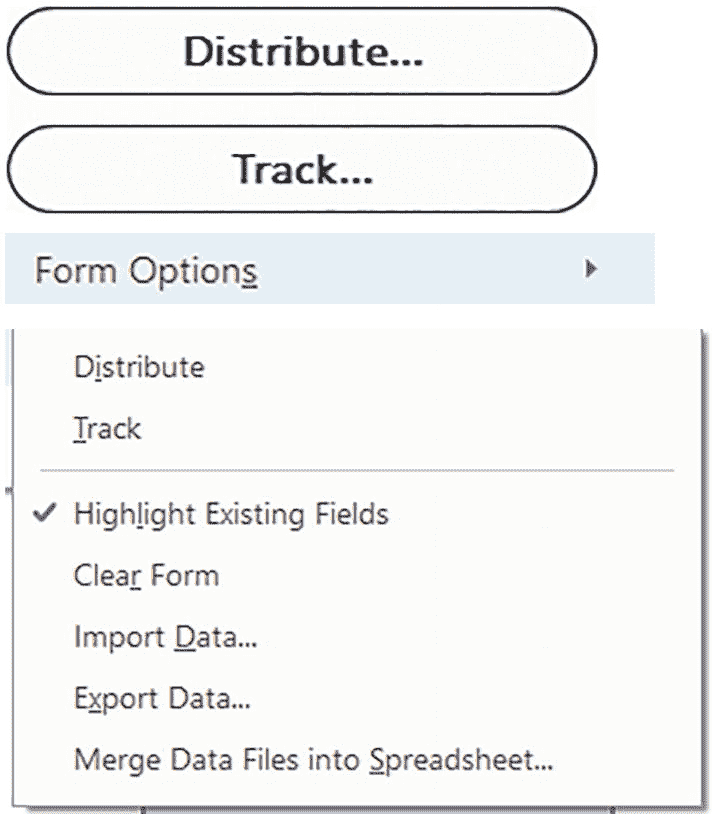 Distribute...
Track...
Form Options
Distribute
Track
Highlight Existing Fields
Clear Form
Import Data...
Export Data...
Merge Data Files into Spreadsheet...